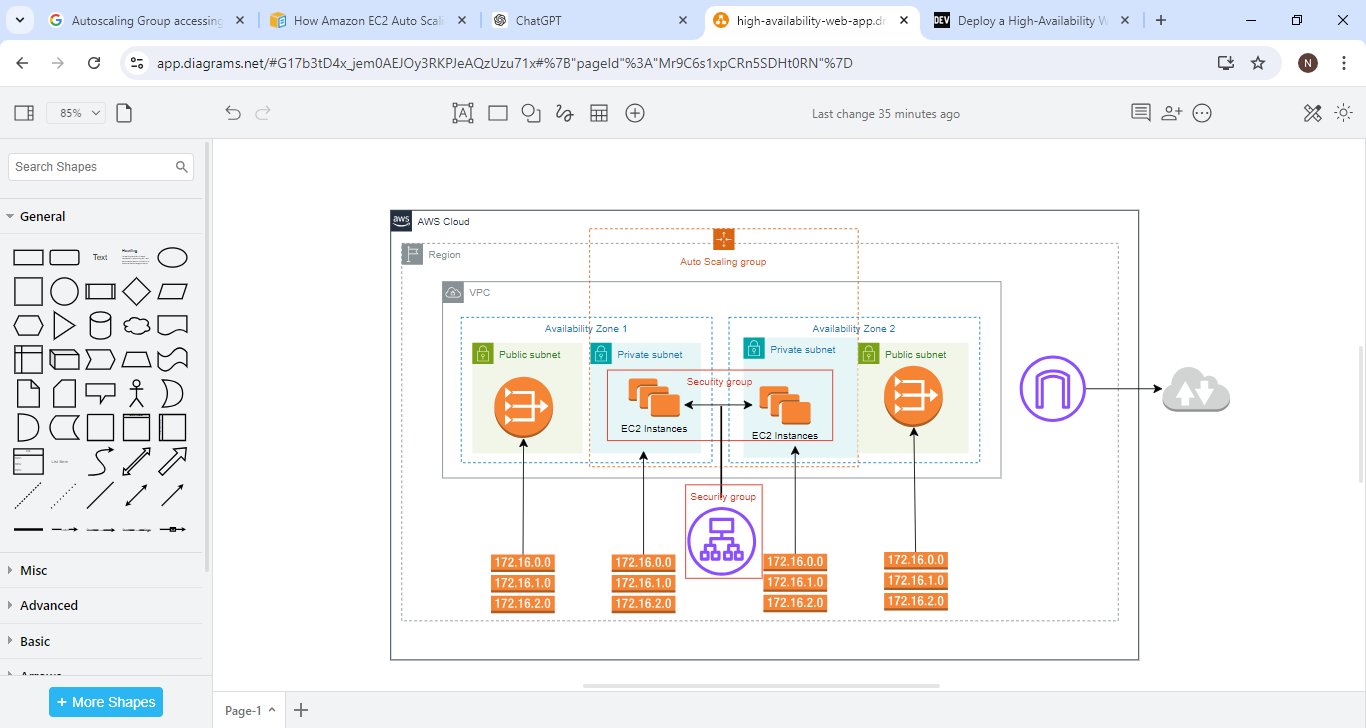 Autoscaling Group accessing
How Amazon EC2 Auto Scali
ChatGPT
high-availability-web-app.dr
DEV
Deploy a High-Availability W
app.diagrams.net/#G17b3tD4x_jem0AEJOy3RKPJeAQzUzu71x#%7B"pageId"%3A"Mr9C6s1xpCRn5SDHt0RN"%7D
N
85%
Last change 35 minutes ago
Search Shapes
General
Text
Heading
Misc
Advanced
Basic
Arrows
+ More Shapes
Page-1
aws
AWS Cloud
Region
Auto Scaling group
VPC
Availability Zone 1
Availability Zone 2
Public subnet
Private subnet
Private subnet
Public subnet
Security group
EC2 Instances
EC2 Instances
Security group
172.16.0.0
172.16.1.0
172.16.2.0
172.16.0.0
172.16.1.0
172.16.2.0
172.16.0.0
172.16.1.0
172.16.2.0
172.16.0.0
172.16.1.0
172.16.2.0